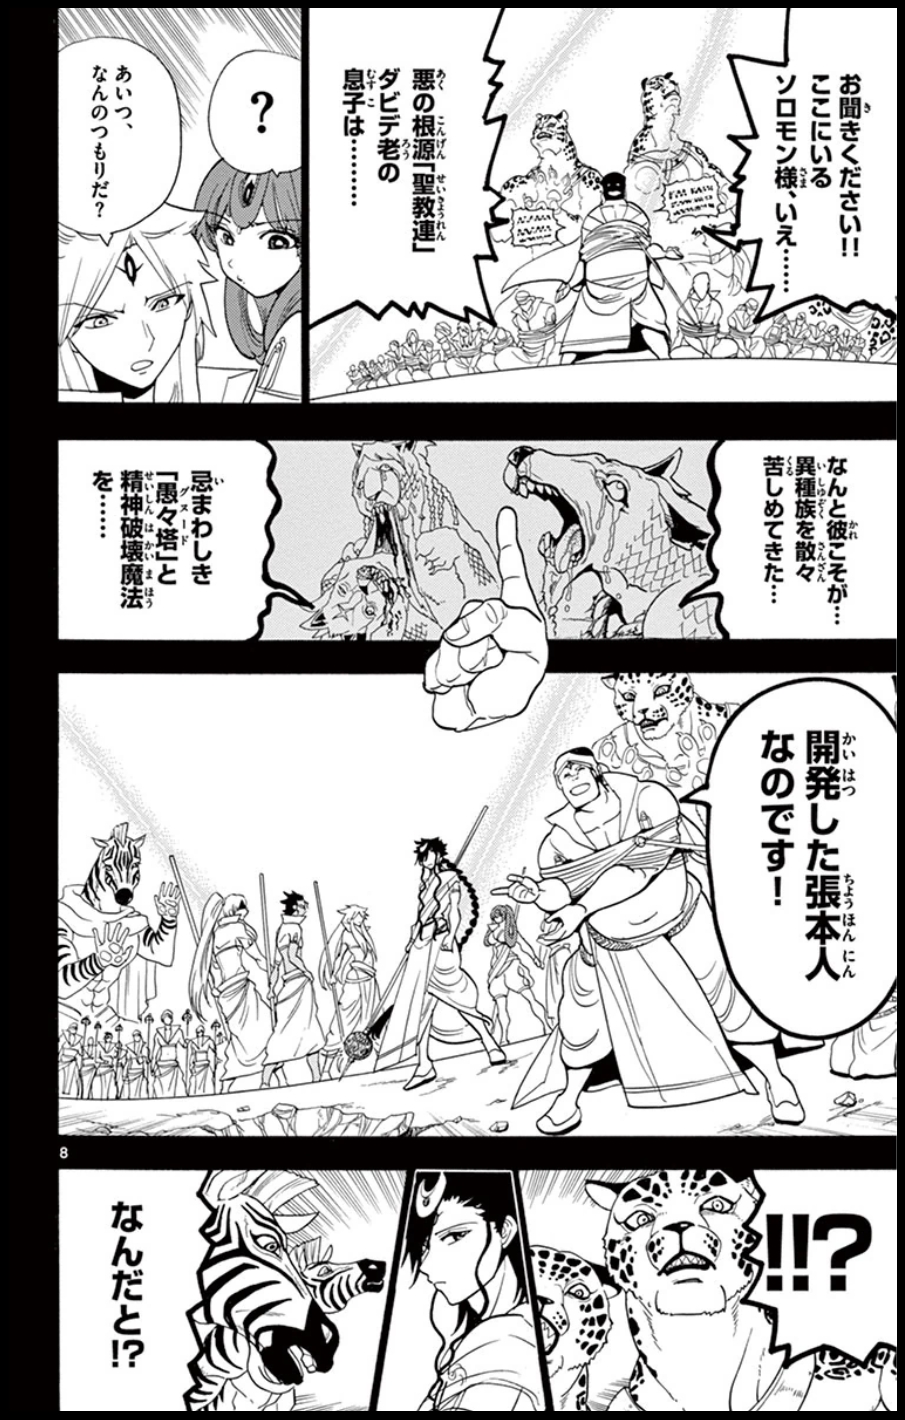 お聞きください!!
ここにいる
ソロモン様、いえ……
悪の根源「聖教連」
ダビデ老の
息子は………
?
あいつ、
なんのつもりだ?
なんと彼こそが…
異種族を散々
苦しめてきた…
忌まわしき
「愚々塔」と
精神破壊魔法
を……
開発した張本人
なのです!
8
!!?
なんだと!?